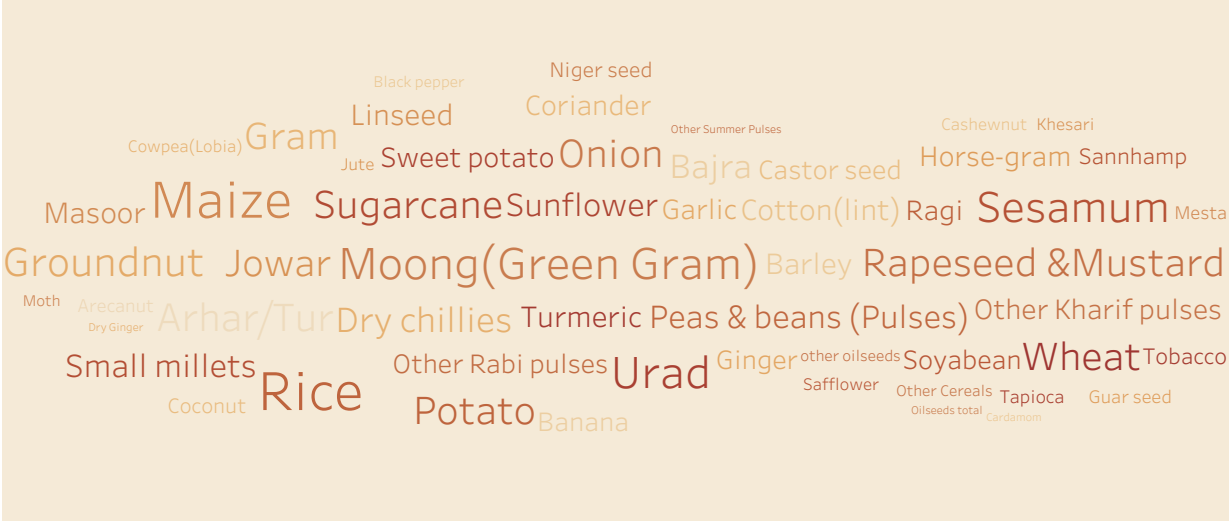 Niger seed
Black pepper
Coriander
Linseed
Other Summer Pulses
Cashewnut Khesari
Cowpea(Lobia) Gram
Jute Sweet potato Onion Bajra Castor seed Horse-gram Sannhamp
Masoor Maize Sugarcane Sunflower Garlic Cotton(lint) Ragi Sesamum Mesta
Groundnut Jowar Moong(Green Gram) Barley Rapeseed &Mustard
Moth Arecanut Arhar/Tur Dry chillies Turmeric Peas & beans (Pulses) Other Kharif pulses
Dry Ginger
Small millets Other Rabi pulses Urad Ginger other oilseeds Soyabean Wheat Tobacco
Safflower Other Cereals Tapioca Guar seed
Coconut Rice Potato Banana Oilseeds total Cardamom